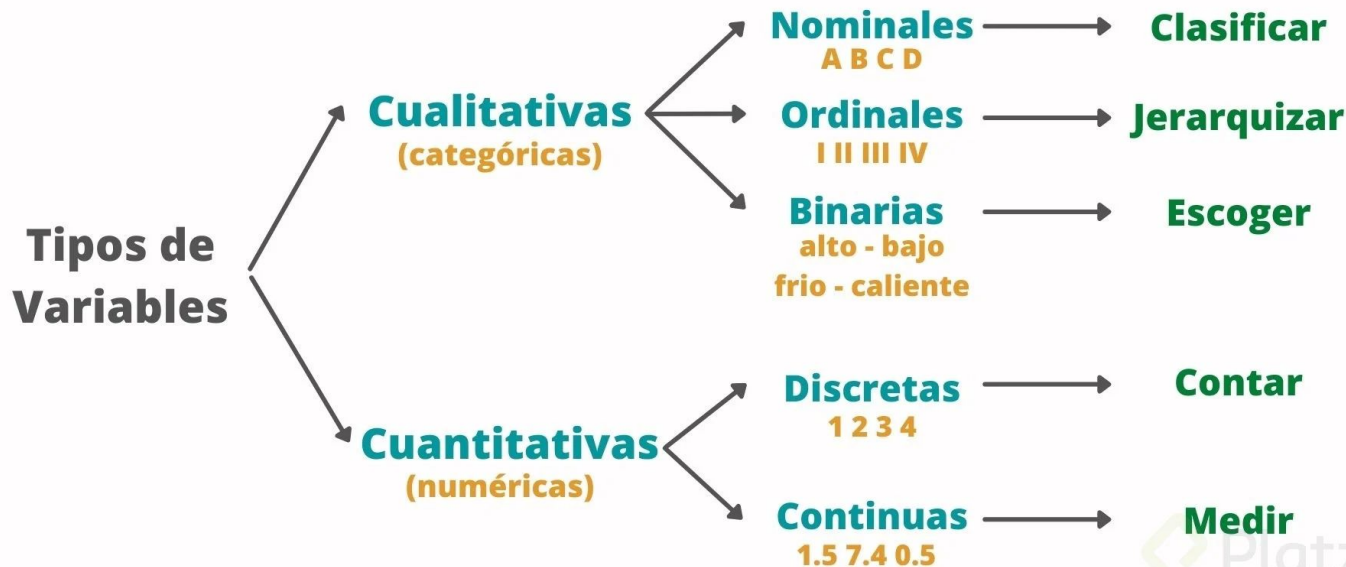 Tipos de
Variables
Cualitativas
(categóricas)
Nominales
A B C D
Clasificar
Ordinales
I II III IV
Jerarquizar
Binarias
alto - bajo
frio - caliente
Escoger
Cuantitativas
(numéricas)
Discretas
1 2 3 4
Contar
Continuas
1.5 7.4 0.5
Medir